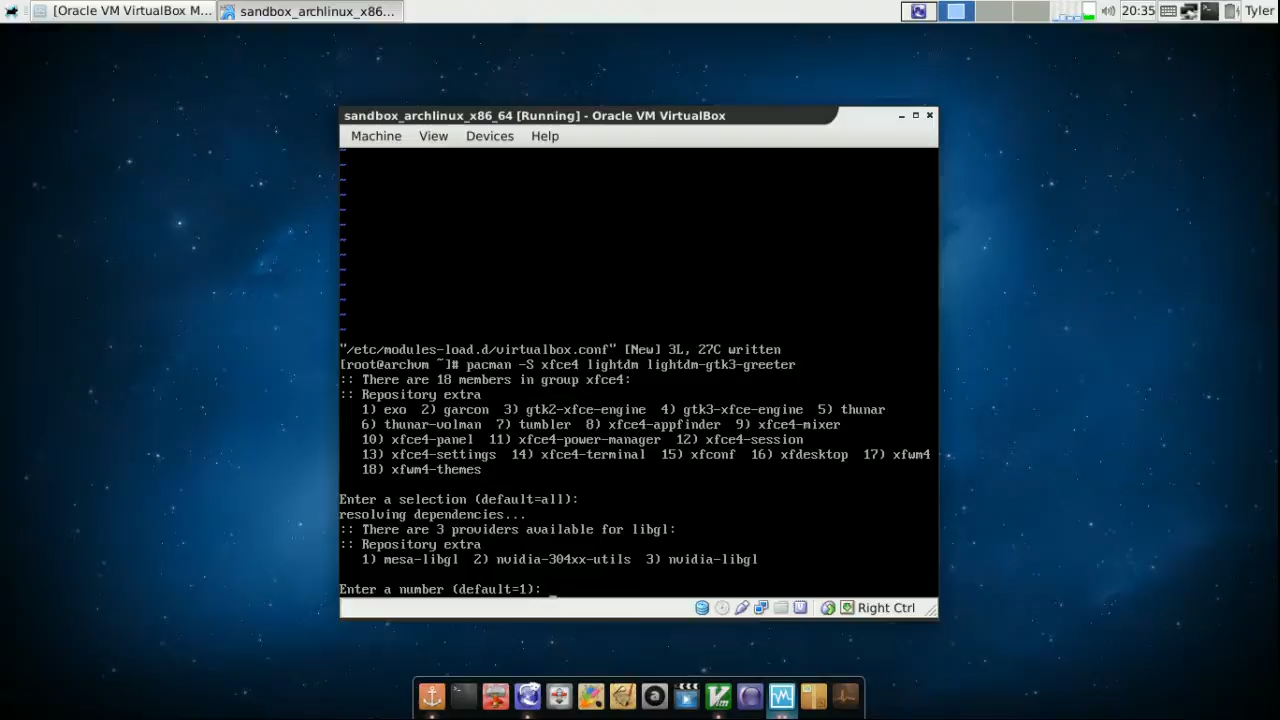 [Oracle VM VirtualBox M... sandbox_archlinux_x86... 20:35 Tyler
sandbox_archlinux_x86_64 [Running] - Oracle VM VirtualBox
Machine View Devices Help
~
~
~
~
~
~
~
~
~
~
~
~
~
"/etc/modules-load.d/virtualbox.conf" [New] 3L, 27C written
[root@archvm ~]# pacman -S xfce4 lightdm lightdm-gtk3-greeter
:: There are 18 members in group xfce4:
:: Repository extra
1) exo 2) garcon 3) gtk2-xfce-engine 4) gtk3-xfce-engine 5) thunar
6) thunar-volman 7) tumbler 8) xfce4-appfinder 9) xfce4-mixer
10) xfce4-panel 11) xfce4-power-manager 12) xfce4-session
13) xfce4-settings 14) xfce4-terminal 15) xfconf 16) xfdesktop 17) xfwm4
18) xfwm4-themes
Enter a selection (default=all):
resolving dependencies...
:: There are 3 providers available for libgl:
:: Repository extra
1) mesa-libgl 2) nvidia-304xx-utils 3) nvidia-libgl
Enter a number (default=1): _
Right Ctrl